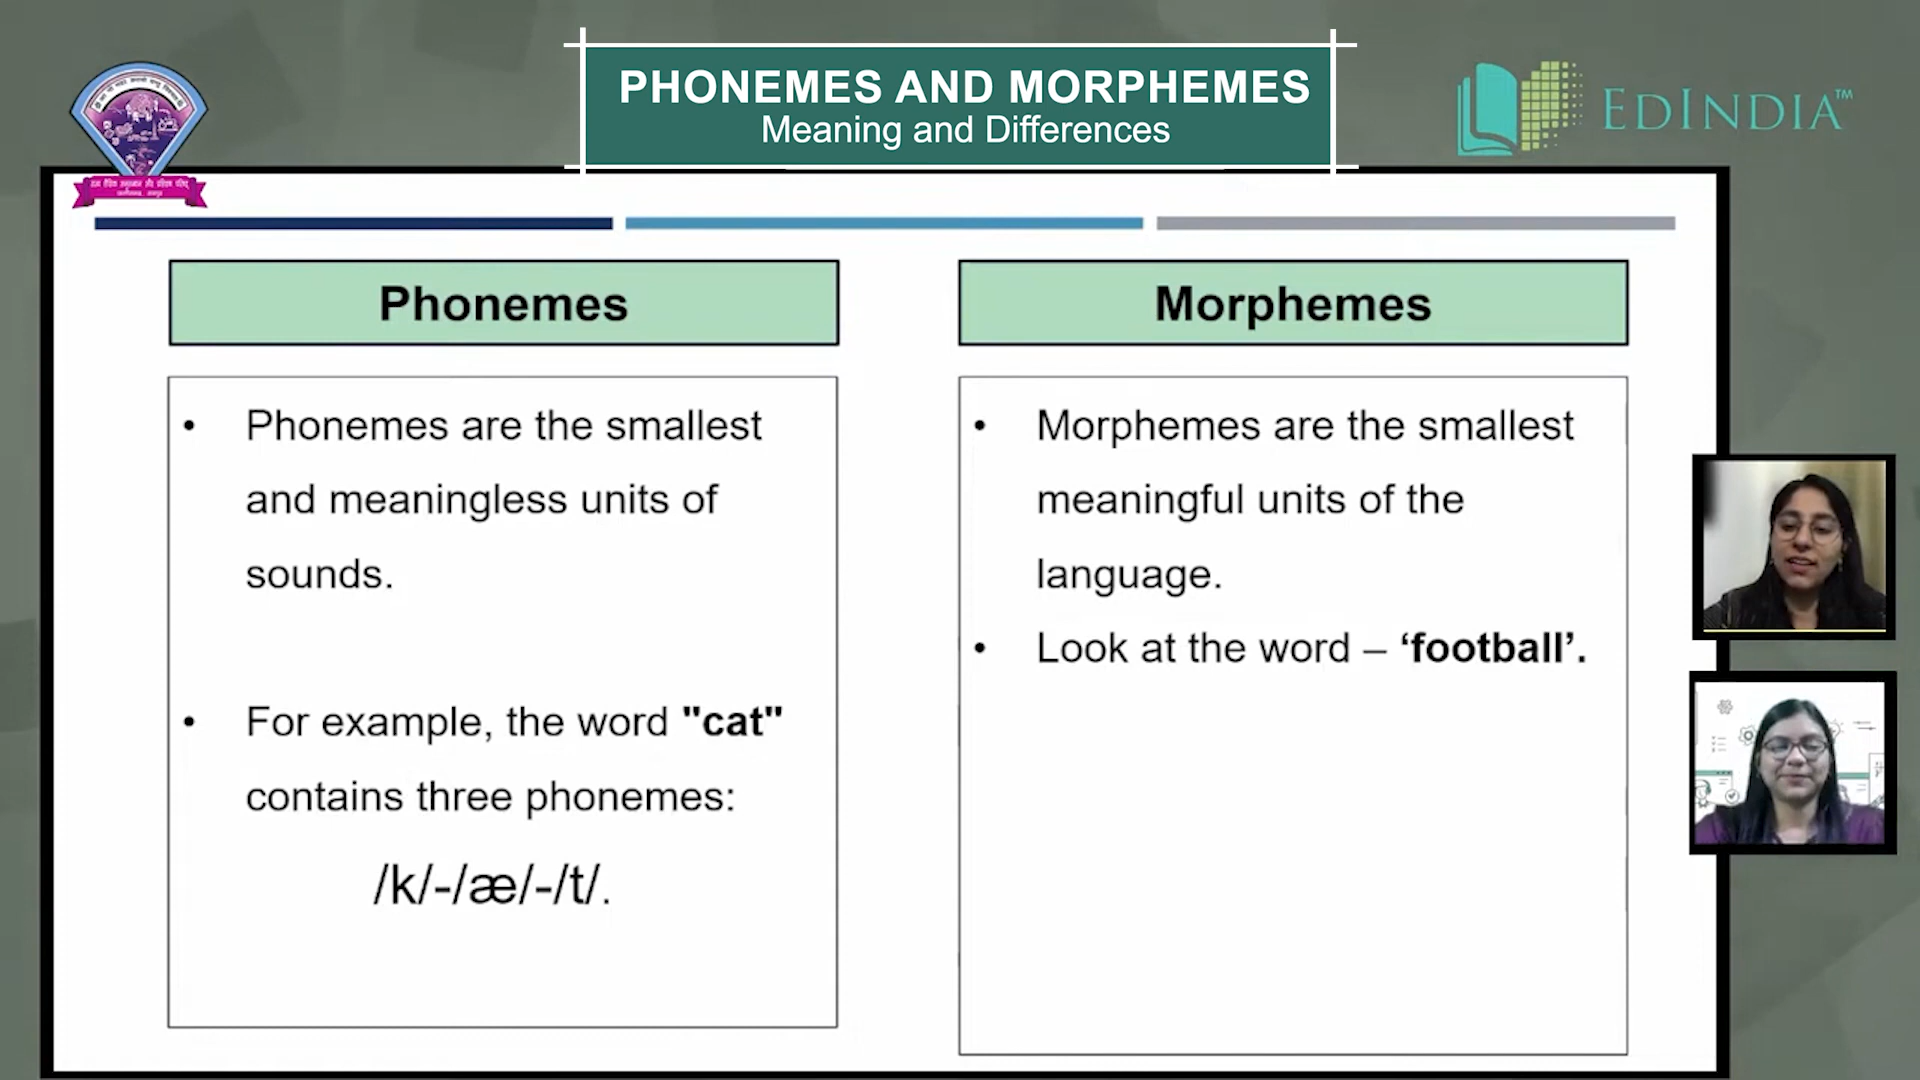 PHONEMES AND MORPHEMES
Meaning and Differences
EDINDIA™
Phonemes
Morphemes
• Phonemes are the smallest
and meaningless units of
sounds.
• For example, the word "cat"
contains three phonemes:
/k/-/æ/-/t/.
• Morphemes are the smallest
meaningful units of the
language.
• Look at the word – ‘football’.